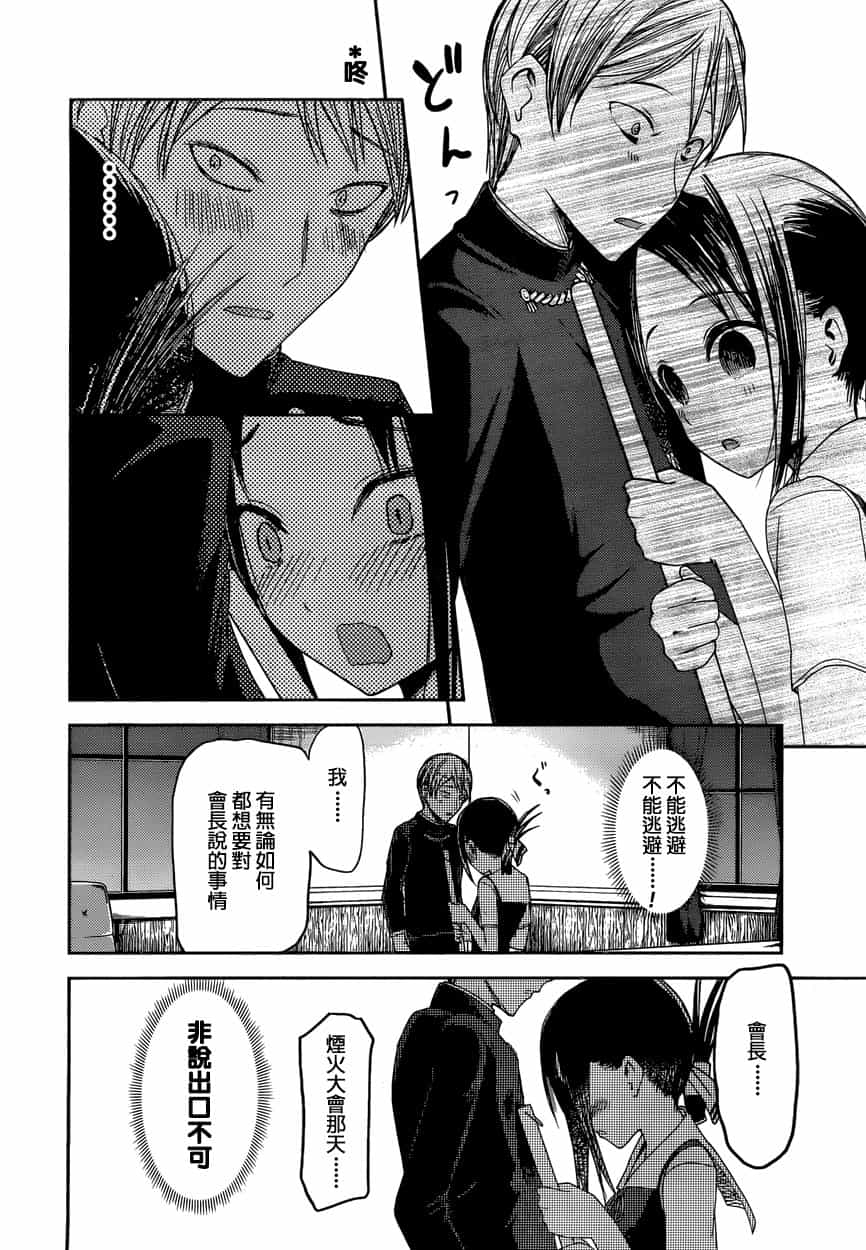 どんっ
*咚
。。。。。。
不能逃避
不能逃避……！
ぐっ
我……
有無論如何
都想要對
會長說的事情
會長……
煙火大會那天……
非說出口不可